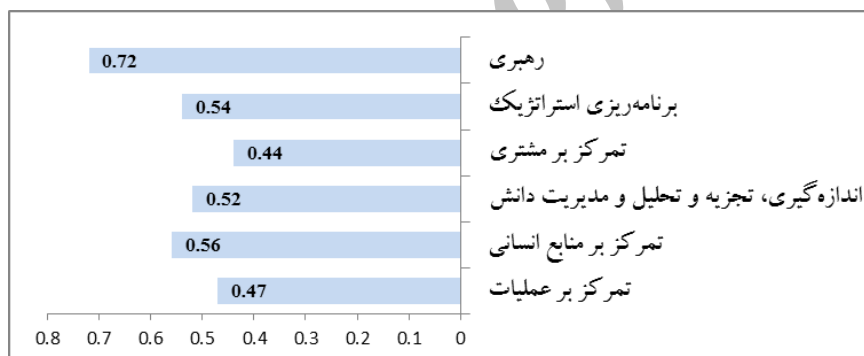 رهبری
0.72
برنامه‌ریزی استراتژیک
0.54
تمرکز بر مشتری
0.44
اندازه‌گیری، تجزیه و تحلیل و مدیریت دانش
0.52
تمرکز بر منابع انسانی
0.56
تمرکز بر عملیات
0.47
0.8 0.7 0.6 0.5 0.4 0.3 0.2 0.1 0